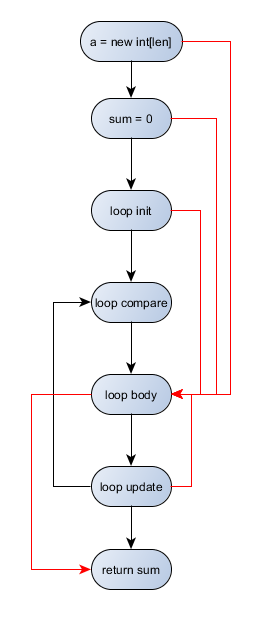 a = new int[len]
sum = 0
loop init
loop compare
loop body
loop update
return sum